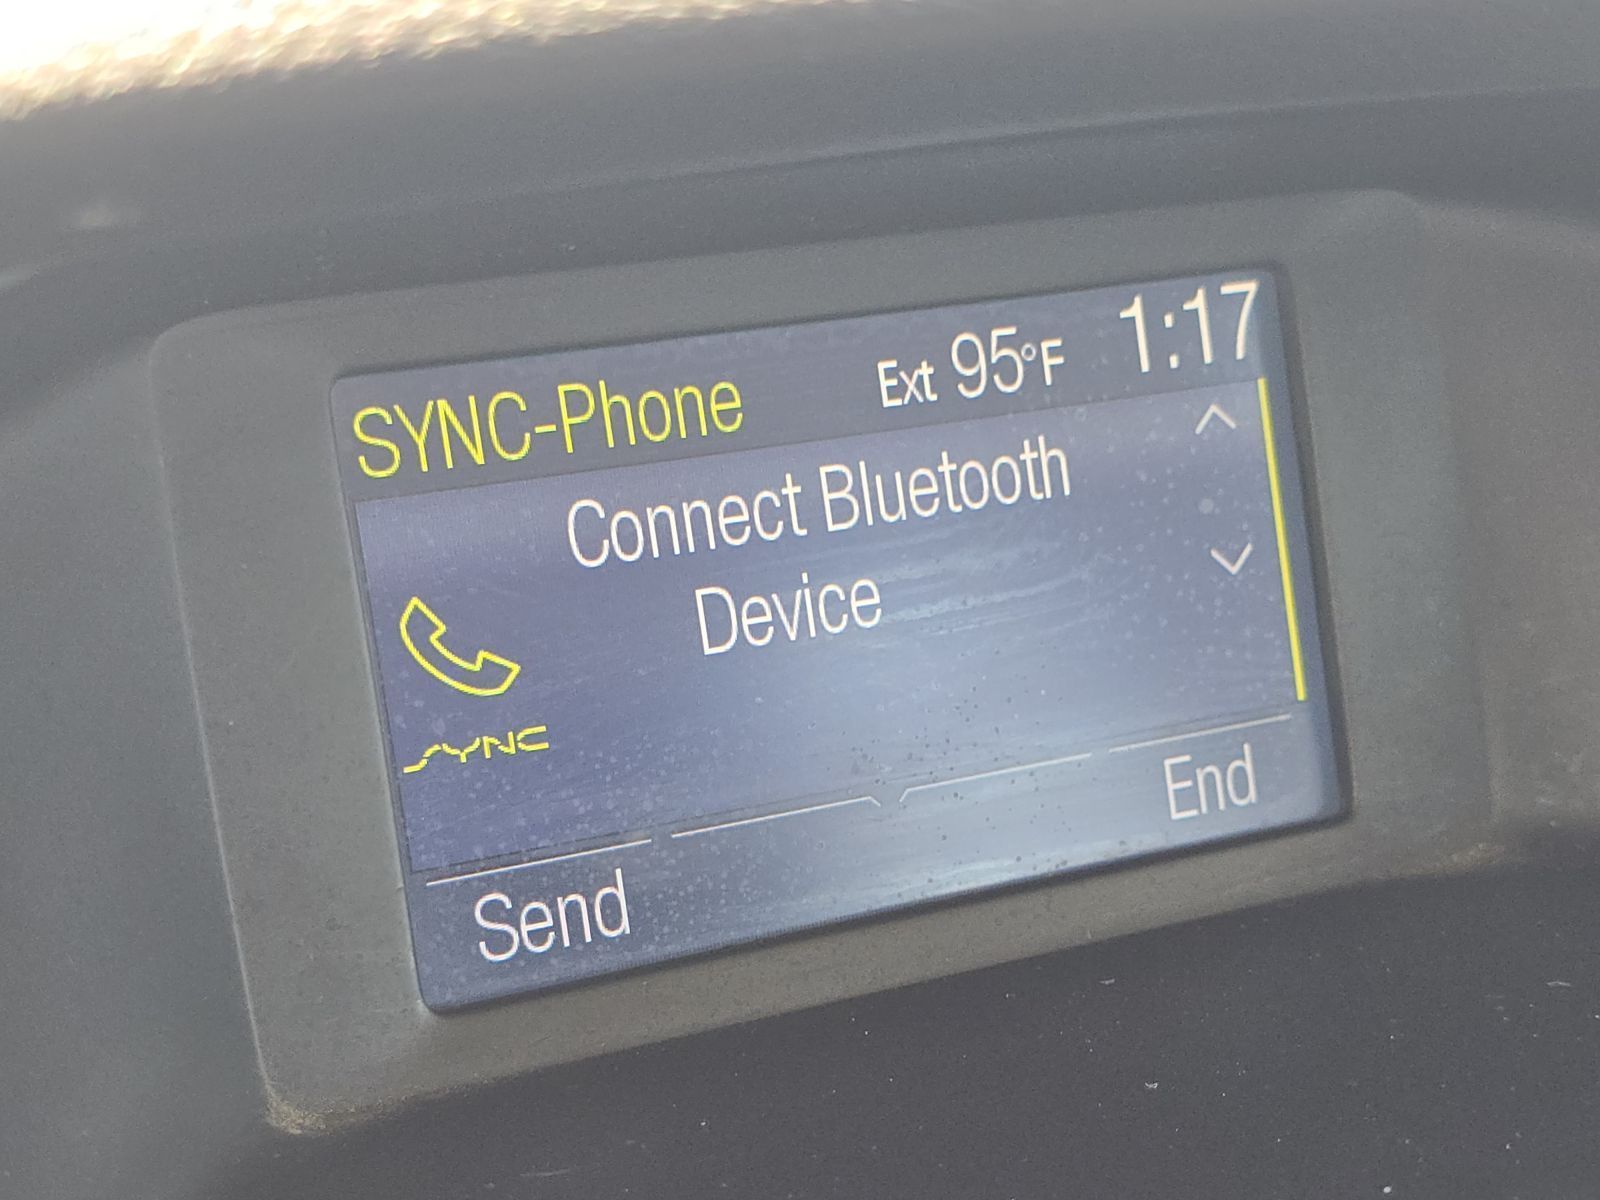 SYNC-Phone Ext 95°F 1:17
Connect Bluetooth
Device
SYNC
Send End